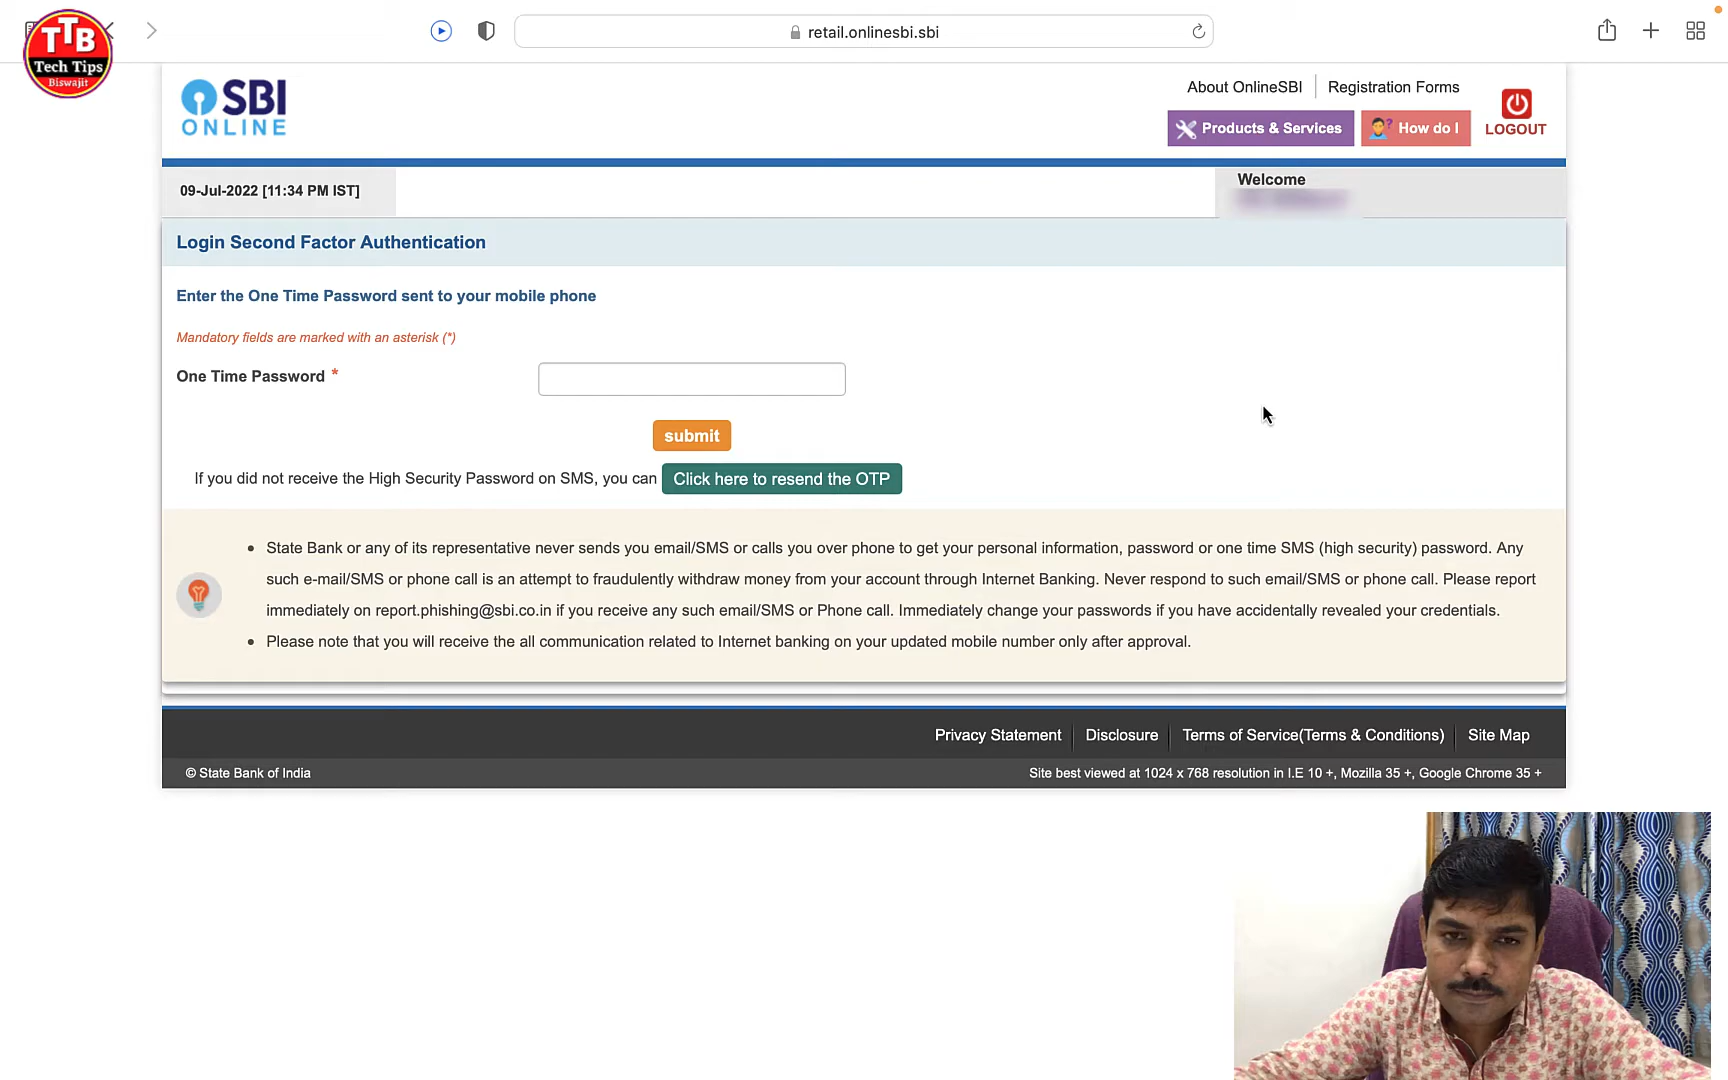 TTB
Tech Tips
Biswajit
retail.onlinesbi.sbi
SBI
ONLINE
About OnlineSBI
Registration Forms
Products & Services
How do I
LOGOUT
09-Jul-2022 [11:34 PM IST]
Welcome
Login Second Factor Authentication
Enter the One Time Password sent to your mobile phone
Mandatory fields are marked with an asterisk (*)
One Time Password *
submit
If you did not receive the High Security Password on SMS, you can Click here to resend the OTP
• State Bank or any of its representative never sends you email/SMS or calls you over phone to get your personal information, password or one time SMS (high security) password. Any
such e-mail/SMS or phone call is an attempt to fraudulently withdraw money from your account through Internet Banking. Never respond to such email/SMS or phone call. Please report
immediately on report.phishing@sbi.co.in if you receive any such email/SMS or Phone call. Immediately change your passwords if you have accidentally revealed your credentials.
• Please note that you will receive the all communication related to Internet banking on your updated mobile number only after approval.
Privacy Statement
Disclosure
Terms of Service(Terms & Conditions)
Site Map
© State Bank of India
Site best viewed at 1024 x 768 resolution in I.E 10 +, Mozilla 35 +, Google Chrome 35 +